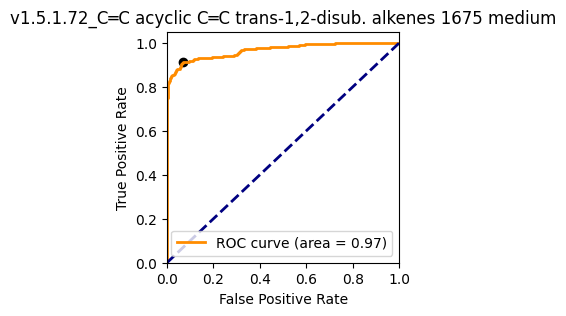 v1.5.1.72_C═C acyclic C═C trans-1,2-disub. alkenes 1675 medium
True Positive Rate
1.0
0.8
0.6
0.4
0.2
0.0
ROC curve (area = 0.97)
0.0 0.2 0.4 0.6 0.8 1.0
False Positive Rate